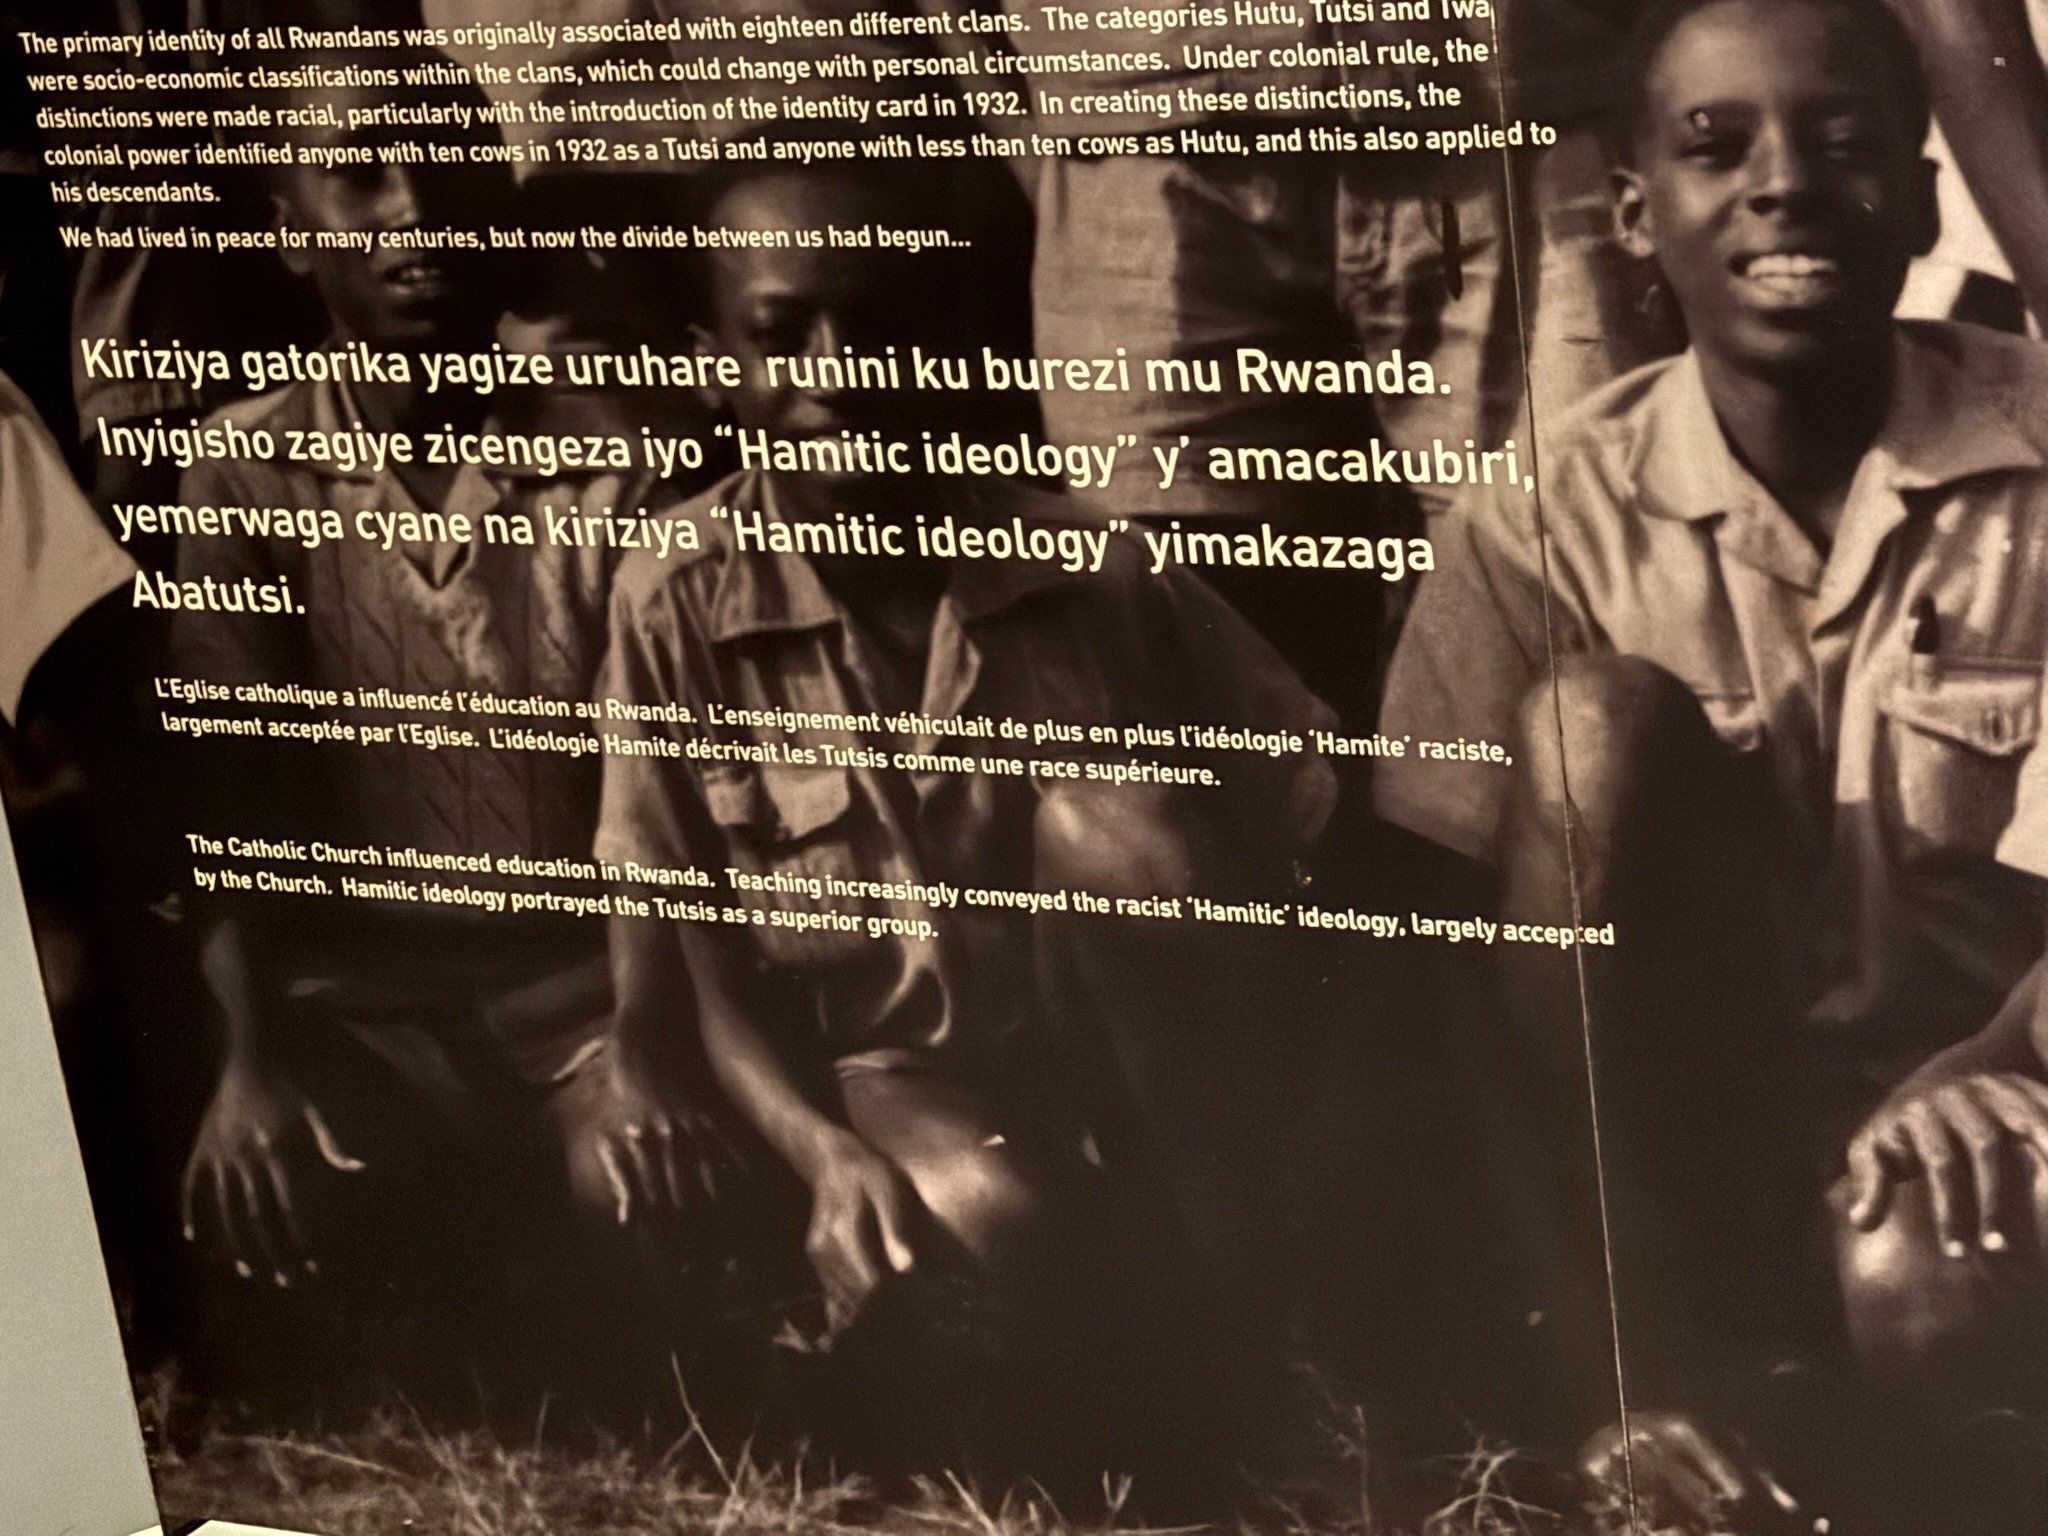 The primary identity of all Rwandans was originally associated with eighteen different clans. The categories Hutu, Tutsi and Twa
were socio-economic classifications within the clans, which could change with personal circumstances. Under colonial rule, the
distinctions were made racial, particularly with the introduction of the identity card in 1932. In creating these distinctions, the
colonial power identified anyone with ten cows in 1932 as a Tutsi and anyone with less than ten cows as Hutu, and this also applied to
his descendants.
We had lived in peace for many centuries, but now the divide between us had begun...
Kiriziya gatorika yagize uruhare runini ku burezi mu Rwanda.
Inyigisho zagiye zicengeza iyo “Hamitic ideology” y’ amacakubiri,
yemerwaga cyane na kiriziya “Hamitic ideology” yimakazaga
Abatutsi.
L'Eglise catholique a influencé l'éducation au Rwanda. L'enseignement véhiculait de plus en plus l'idéologie 'Hamite' raciste,
largement acceptée par l'Eglise. L'idéologie Hamite décrivait les Tutsis comme une race supérieure.
The Catholic Church influenced education in Rwanda. Teaching increasingly conveyed the racist 'Hamitic' ideology, largely accepted
by the Church. Hamitic ideology portrayed the Tutsis as a superior group.